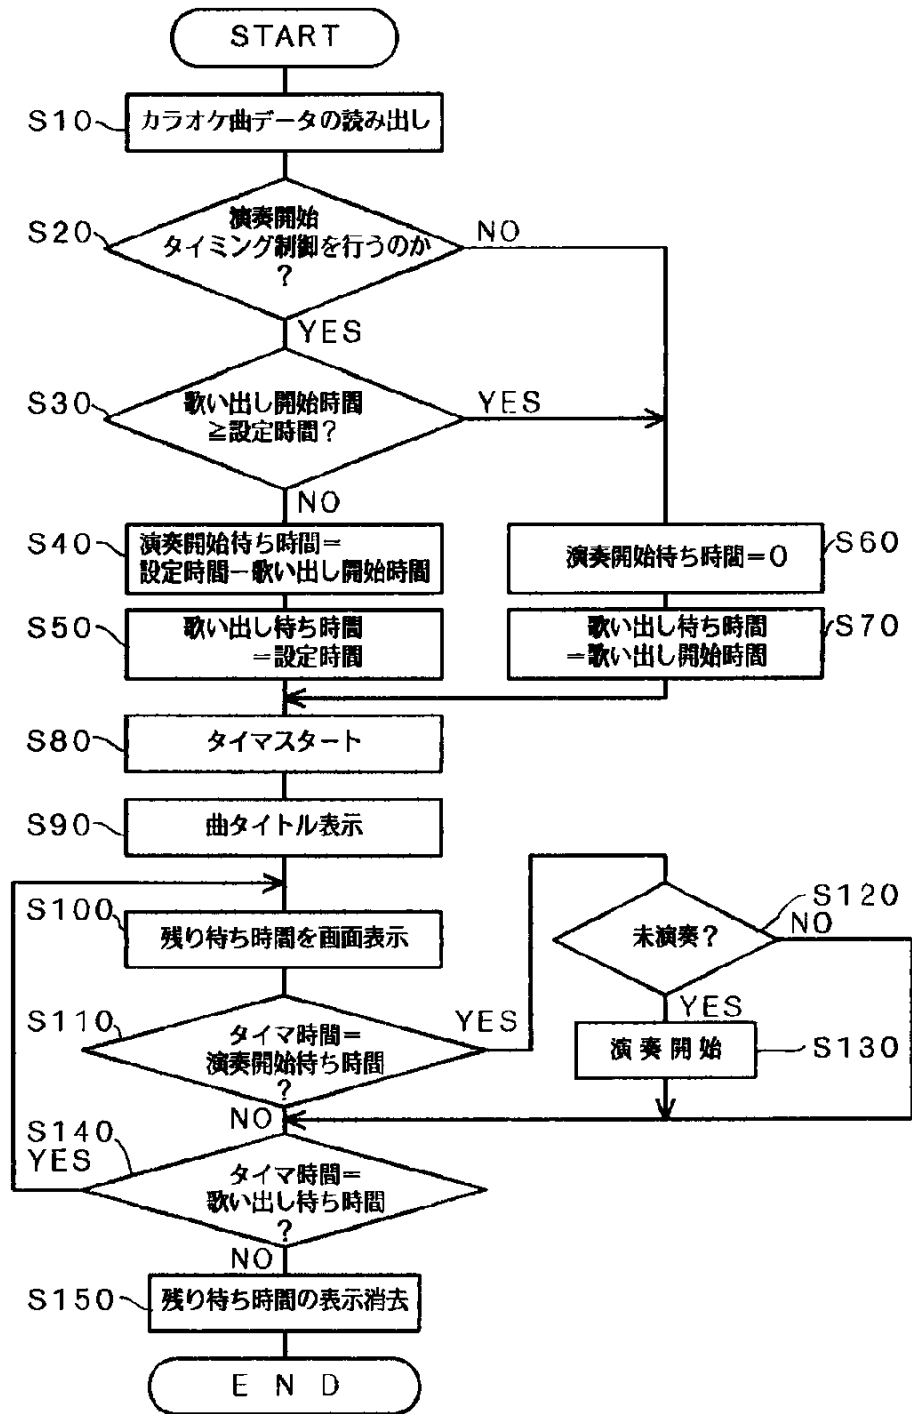 START
S10
カラオケ曲データの読み出し
S20
演奏開始
タイミング制御を行うのか
?
NO
YES
S30
歌い出し開始時間
≧設定時間?
YES
NO
S40
演奏開始待ち時間=
設定時間-歌い出し開始時間
S60
演奏開始待ち時間=0
S50
歌い出し待ち時間
=設定時間
S70
歌い出し待ち時間
=歌い出し開始時間
S80
タイマスタート
S90
曲タイトル表示
S100
残り待ち時間を画面表示
S110
タイマ時間=
演奏開始待ち時間
?
YES
NO
S120
未演奏?
NO
YES
S130
演奏開始
S140
YES
タイマ時間=
歌い出し待ち時間
?
NO
S150
残り待ち時間の表示消去
END